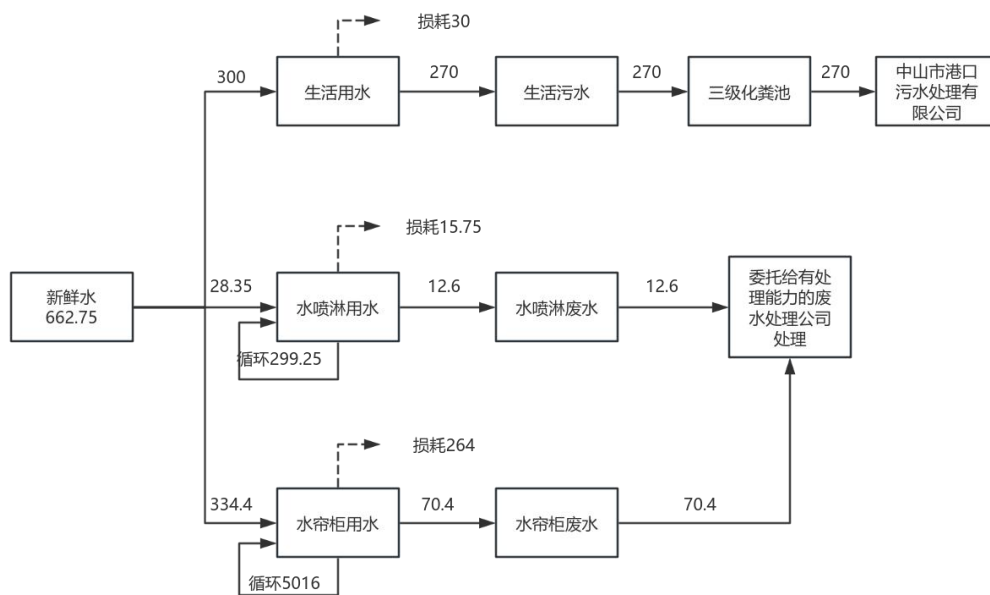 损耗30
300
生活用水
270
生活污水
270
三级化粪池
270
中山市港口
污水处理有
限公司
损耗15.75
新鲜水
662.75
28.35
水喷淋用水
12.6
水喷淋废水
12.6
委托给有处
理能力的废
水处理公司
处理
循环299.25
损耗264
334.4
水帘柜用水
70.4
水帘柜废水
70.4
循环5016